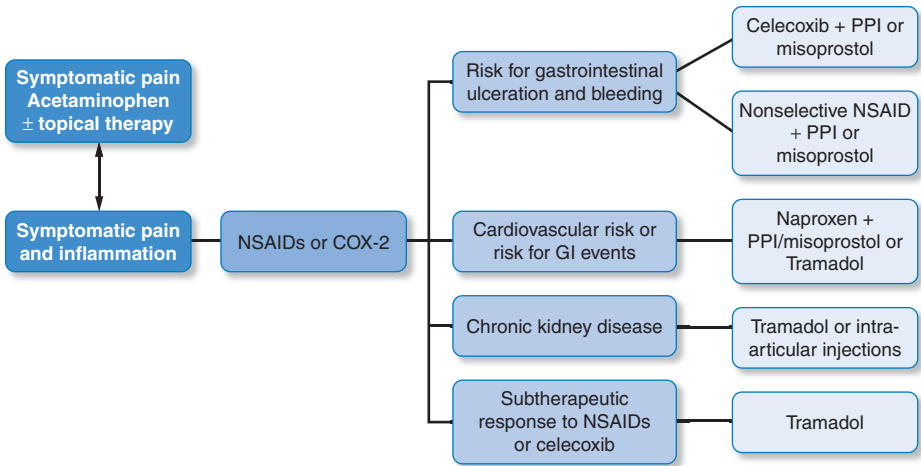 Symptomatic pain
Acetaminophen
± topical therapy
Symptomatic pain
and inflammation
NSAIDs or COX-2
Risk for gastrointestinal
ulceration and bleeding
Celecoxib + PPI or
misoprostol
Nonselective NSAID
+ PPI or
misoprostol
Cardiovascular risk or
risk for GI events
Naproxen +
PPI/misoprostol or
Tramadol
Chronic kidney disease
Tramadol or intra-
articular injections
Subtherapeutic
response to NSAIDs
or celecoxib
Tramadol